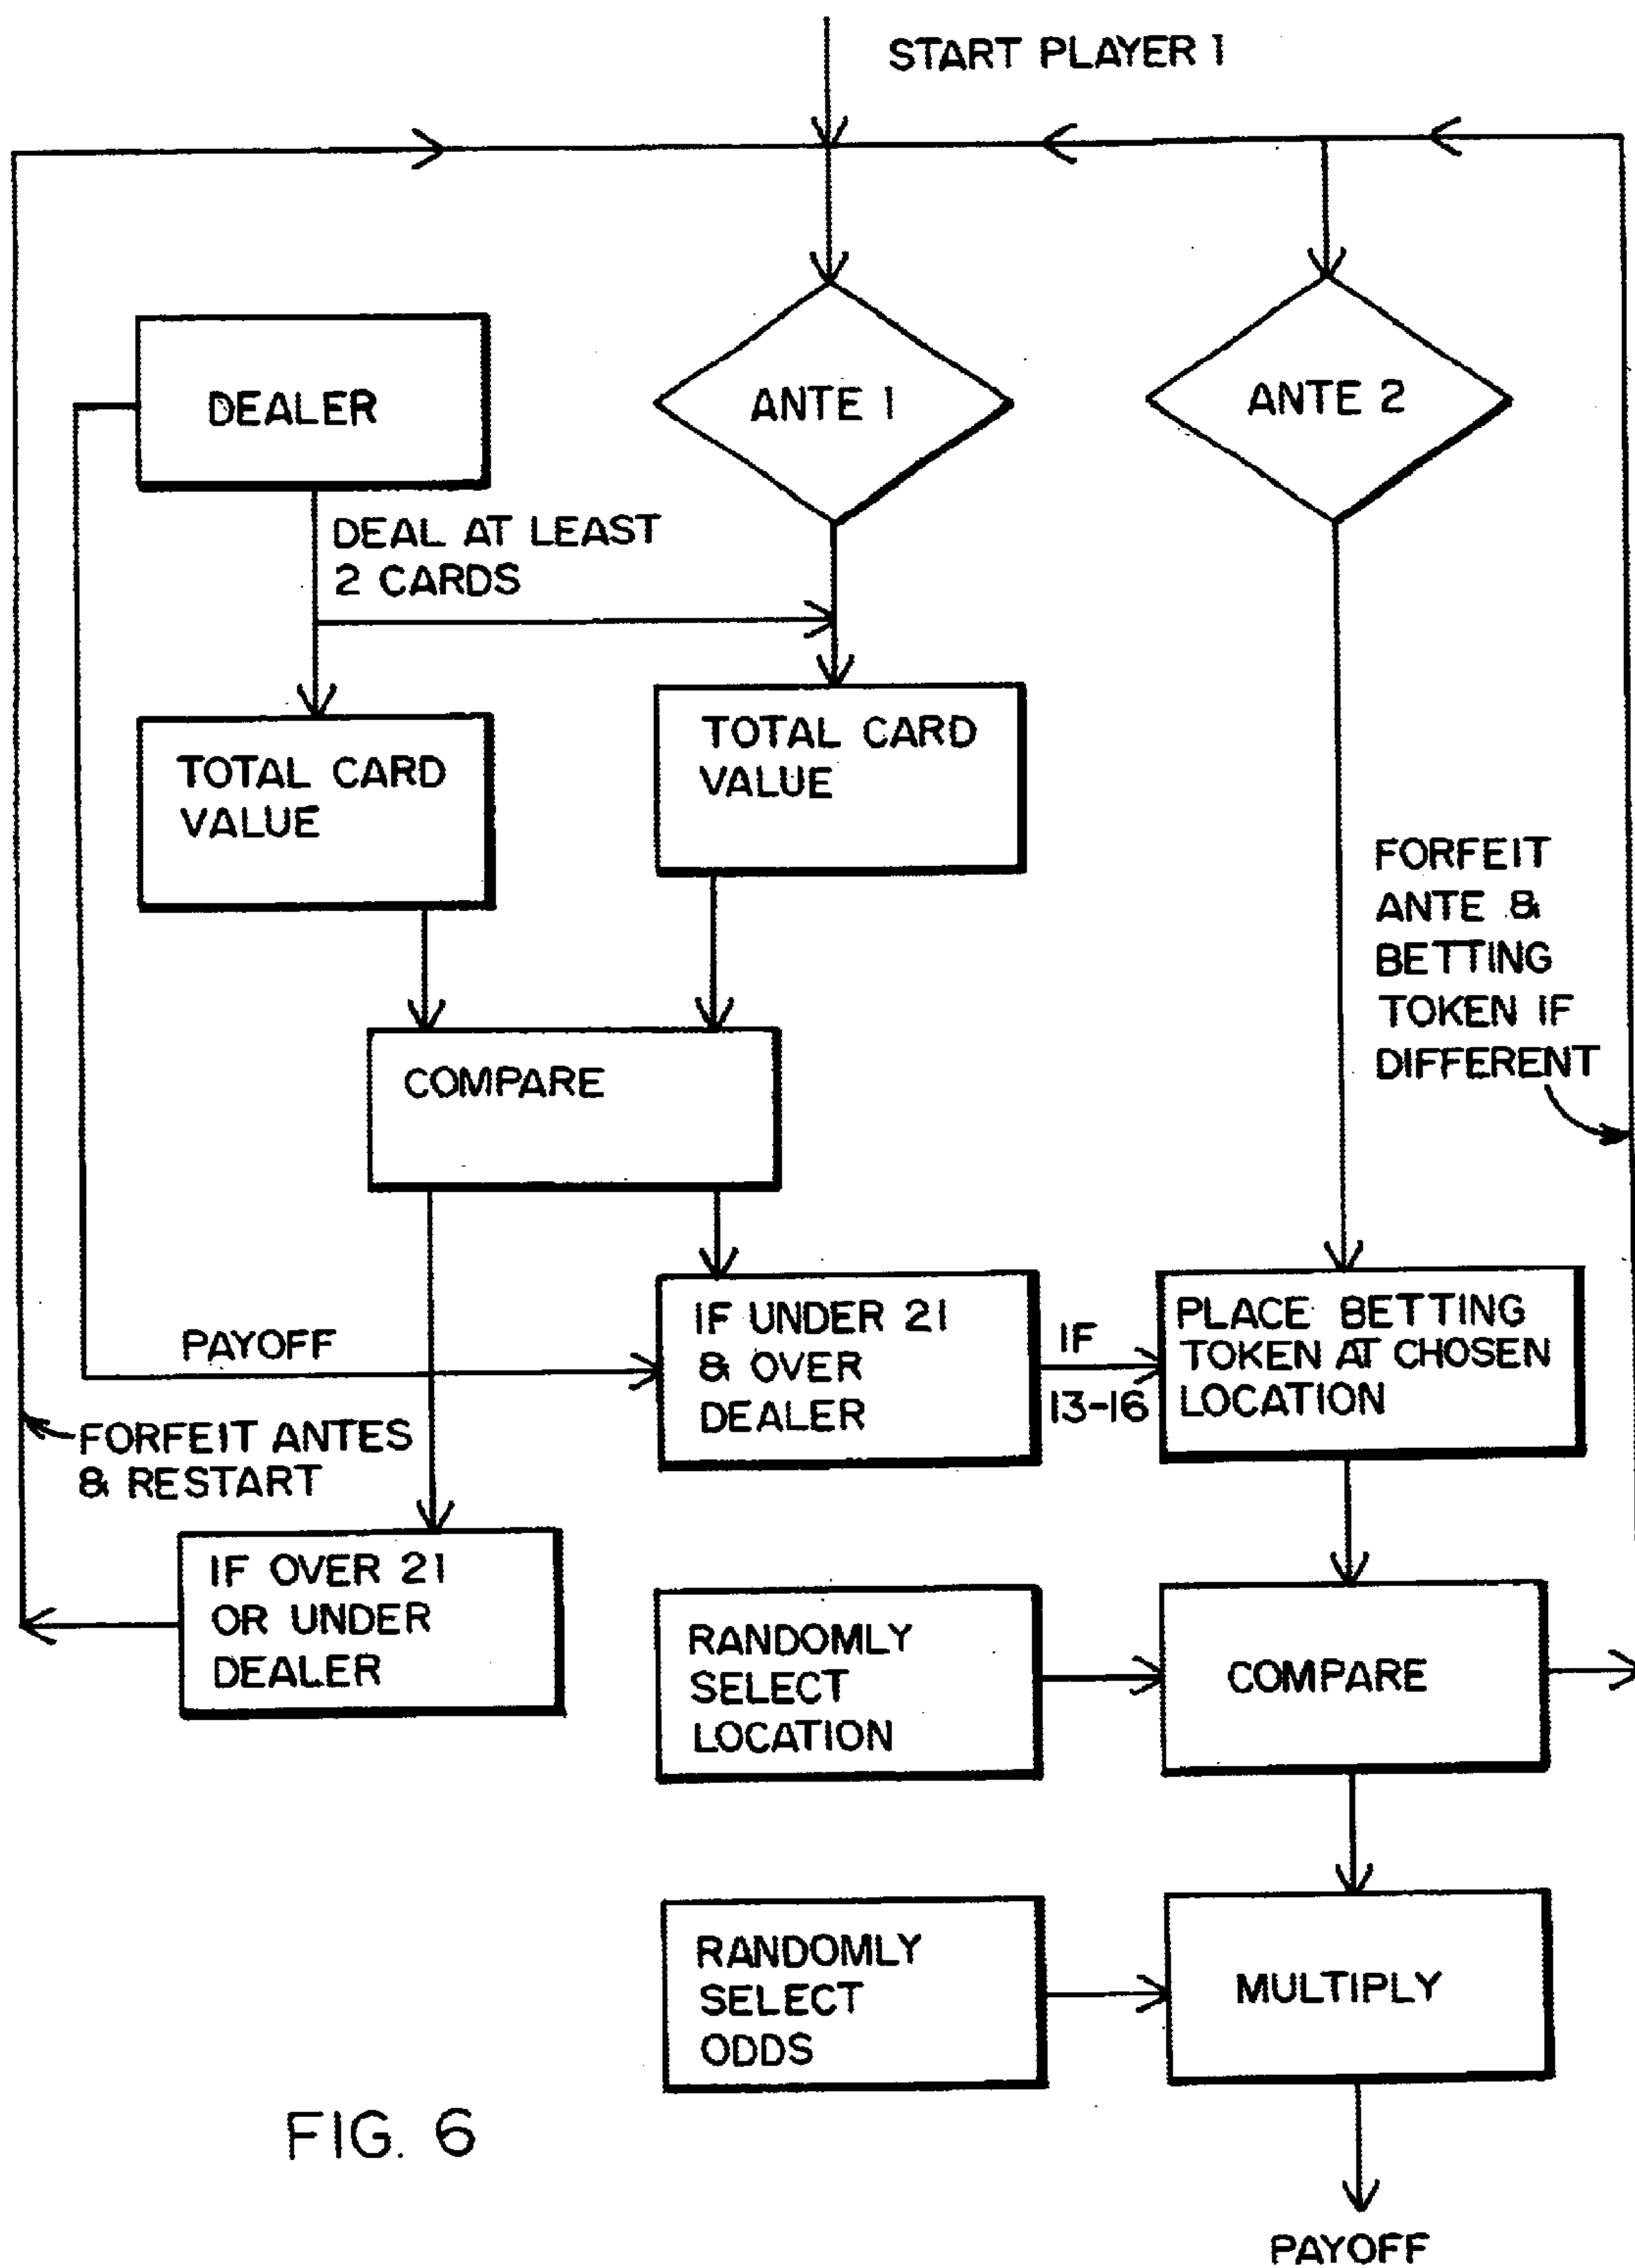 START PLAYER 1
DEALER
ANTE 1
ANTE 2
DEAL AT LEAST
2 CARDS
TOTAL CARD
VALUE
TOTAL CARD
VALUE
FORFEIT
ANTE &
BETTING
TOKEN IF
DIFFERENT
COMPARE
PAYOFF
IF UNDER 21
& OVER
DEALER
IF
13-16
PLACE BETTING
TOKEN AT CHOSEN
LOCATION
FORFEIT ANTES
& RESTART
IF OVER 21
OR UNDER
DEALER
RANDOMLY
SELECT
LOCATION
COMPARE
RANDOMLY
SELECT
ODDS
MULTIPLY
FIG. 6
PAYOFF